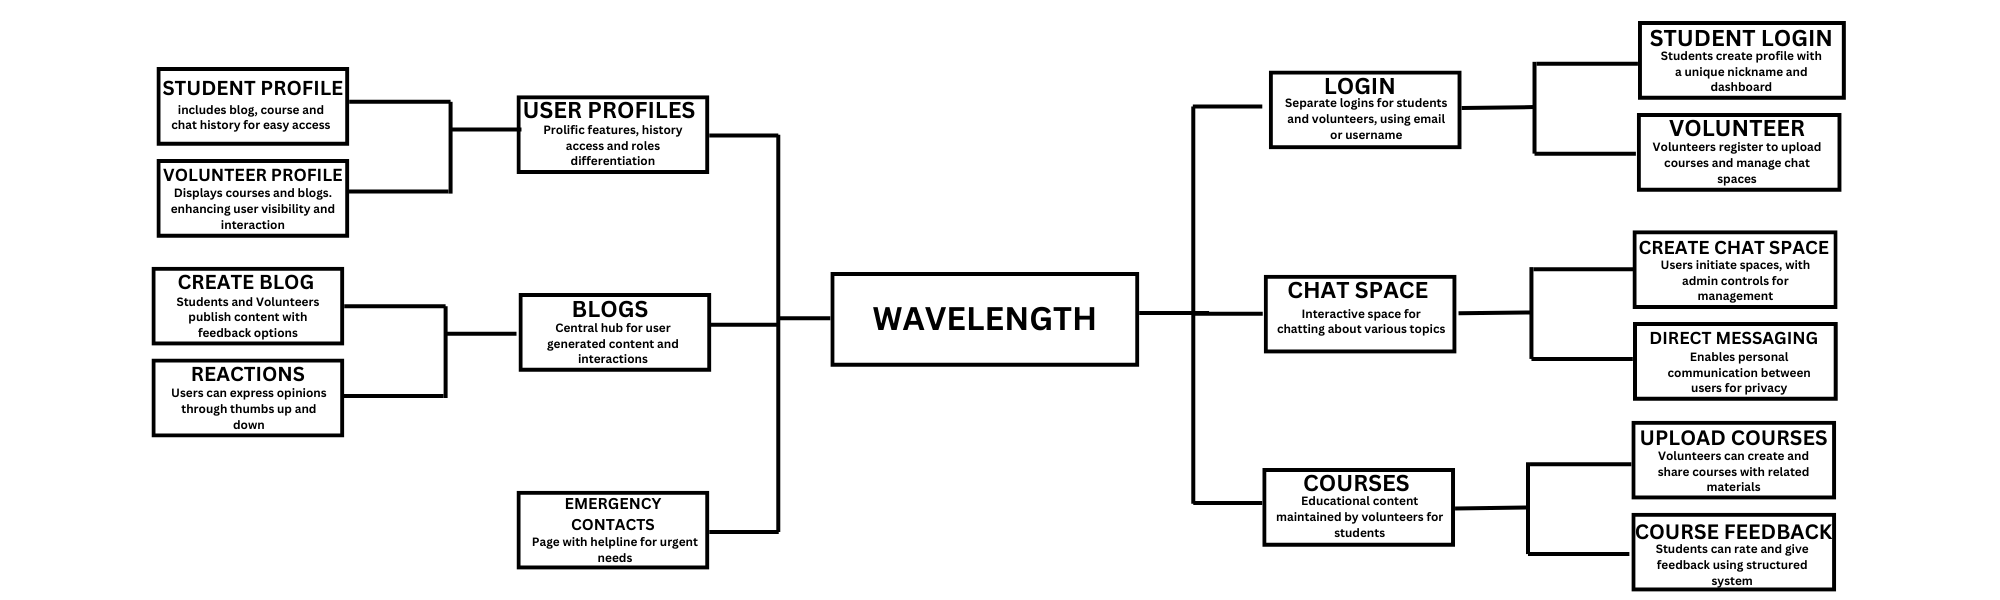 STUDENT PROFILE
includes blog, course and
chat history for easy access
VOLUNTEER PROFILE
Displays courses and blogs.
enhancing user visibility and
interaction
USER PROFILES
Prolific features, history
access and roles
differentiation
CREATE BLOG
Students and Volunteers
publish content with
feedback options
REACTIONS
Users can express opinions
through thumbs up and
down
BLOGS
Central hub for user
generated content and
interactions
EMERGENCY
CONTACTS
Page with helpline for urgent
needs
WAVELENGTH
LOGIN
Separate logins for students
and volunteers, using email
or username
STUDENT LOGIN
Students create profile with
a unique nickname and
dashboard
VOLUNTEER
Volunteers register to upload
courses and manage chat
spaces
CHAT SPACE
Interactive space for
chatting about various topics
CREATE CHAT SPACE
Users initiate spaces, with
admin controls for
management
DIRECT MESSAGING
Enables personal
communication between
users for privacy
COURSES
Educational content
maintained by volunteers for
students
UPLOAD COURSES
Volunteers can create and
share courses with related
materials
COURSE FEEDBACK
Students can rate and give
feedback using structured
system